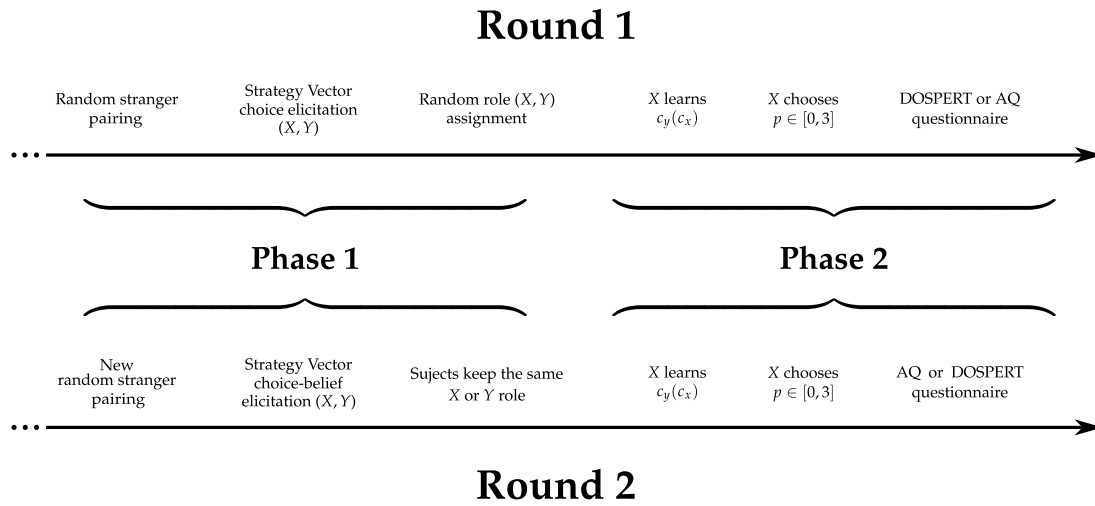 Round 1
Random stranger
pairing
Strategy Vector
choice elicitation
(X, Y)
Random role (X, Y)
assignment
X learns
c_y(c_x)
X chooses
p ∈ [0, 3]
DOSPERT or AQ
questionnaire
Phase 1
Phase 2
New
random stranger
pairing
Strategy Vector
choice-belief
elicitation (X, Y)
Sujects keep the same
X or Y role
X learns
c_y(c_x)
X chooses
p ∈ [0, 3]
AQ or DOSPERT
questionnaire
Round 2